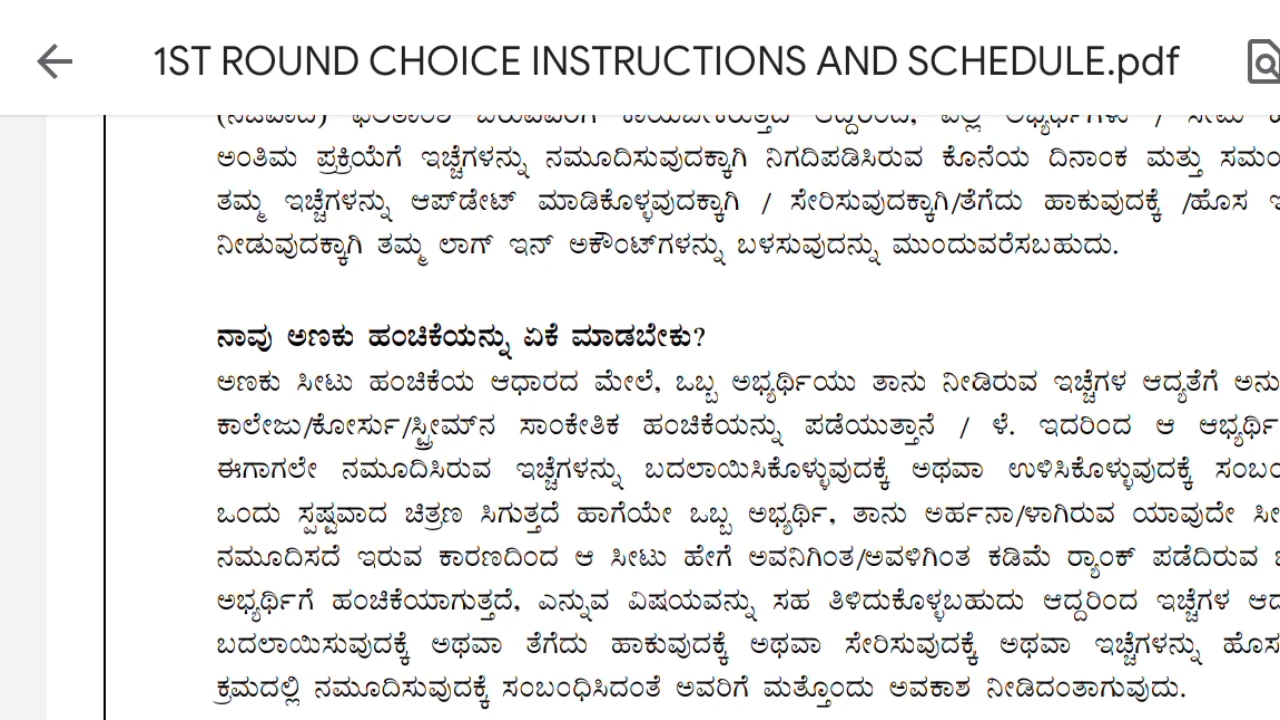 1ST ROUND CHOICE INSTRUCTIONS AND SCHEDULE.pdf
ಅಂತಿಮ ಪ್ರಕ್ರಿಯೆಗೆ ಇಚ್ಚೆಗಳನ್ನು ನಮೂದಿಸುವುದಕ್ಕಾಗಿ ನಿಗದಿಪಡಿಸಿರುವ ಕೊನೆಯ ದಿನಾಂಕ ಮತ್ತು
ತಮ್ಮ ಇಚ್ಚೆಗಳನ್ನು ಆಪ್‌ಡೇಟ್ ಮಾಡಿಕೊಳ್ಳವುದಕ್ಕಾಗಿ / ಸೇರಿಸುವುದಕ್ಕಾಗಿ/ತೆಗೆದು ಹಾಕುವುದಕ್ಕೆ /ಹೊಸ
ನೀಡುವುದಕ್ಕಾಗಿ ತಮ್ಮ ಲಾಗ್ ಇನ್ ಅಕೌಂಟ್‌ಗಳನ್ನು ಬಳಸುವುದನ್ನು ಮುಂದುವರೆಸಬಹುದು.
ನಾವು ಅಣಕು ಹಂಚಿಕೆಯನ್ನು ಏಕೆ ಮಾಡಬೇಕು?
ಅಣಕು ಸೀಟು ಹಂಚಿಕೆಯ ಆಧಾರದ ಮೇಲೆ, ಒಬ್ಬ ಅಭ್ಯರ್ಥಿಯು ತಾನು ನೀಡಿರುವ ಇಚ್ಚೆಗಳ ಆದ್ಯತೆಗೆ
ಕಾಲೇಜು/ಕೋರ್ಸು/ಸ್ಟ್ರೀಮ್‌ನ ಸಾಂಕೇತಿಕ ಹಂಚಿಕೆಯನ್ನು ಪಡೆಯುತ್ತಾನೆ / ಳೆ. ಇದರಿಂದ ಆ ಆಭ್ಯರ್ಥಿ
ಈಗಾಗಲೇ ನಮೂದಿಸಿರುವ ಇಚ್ಚೆಗಳನ್ನು ಬದಲಾಯಿಸಿಕೊಳ್ಳುವುದಕ್ಕೆ ಅಥವಾ ಉಳಿಸಿಕೊಳ್ಳುವುದಕ್ಕೆ
ಒಂದು ಸ್ಪಷ್ಟವಾದ ಚಿತ್ರಣ ಸಿಗುತ್ತದೆ ಹಾಗೆಯೇ ಒಬ್ಬ ಅಭ್ಯರ್ಥಿ, ತಾನು ಅರ್ಹನಾ/ಳಾಗಿರುವ ಯಾವುದೇ
ನಮೂದಿಸದೆ ಇರುವ ಕಾರಣದಿಂದ ಆ ಸೀಟು ಹೇಗೆ ಅವನಿಗಿಂತ/ಅವಳಿಗಿಂತ ಕಡಿಮೆ ರ‍್ಯಾಂಕ್ ಪಡೆದಿರುವ
ಅಭ್ಯರ್ಥಿಗೆ ಹಂಚಿಕೆಯಾಗುತ್ತದೆ, ಎನ್ನುವ ವಿಷಯವನ್ನು ಸಹ ತಿಳಿದುಕೊಳ್ಳಬಹುದು ಆದ್ದರಿಂದ ಇಚ್ಚೆಗಳ
ಬದಲಾಯಿಸುವುದಕ್ಕೆ ಅಥವಾ ತೆಗೆದು ಹಾಕುವುದಕ್ಕೆ ಅಥವಾ ಸೇರಿಸುವುದಕ್ಕೆ ಅಥವಾ ಇಚ್ಚೆಗಳನ್ನು ಹೊಸ
ಕ್ರಮದಲ್ಲಿ ನಮೂದಿಸುವುದಕ್ಕೆ ಸಂಬಂಧಿಸಿದಂತೆ ಅವರಿಗೆ ಮತ್ತೊಂದು ಅವಕಾಶ ನೀಡಿದಂತಾಗುವುದು.